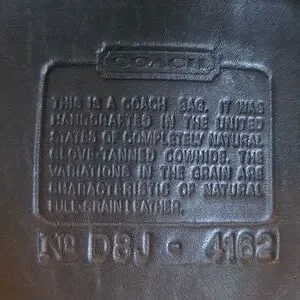 COACH
THIS IS A COACH BAG. IT WAS
HANDCRAFTED IN THE UNITED
STATES OF COMPLETELY NATURAL
GLOVE-TANNED COWHIDE. THE
VARIATIONS IN THE GRAIN ARE
CHARACTERISTIC OF NATURAL
FULL GRAIN LEATHER.
No D8J - 4162